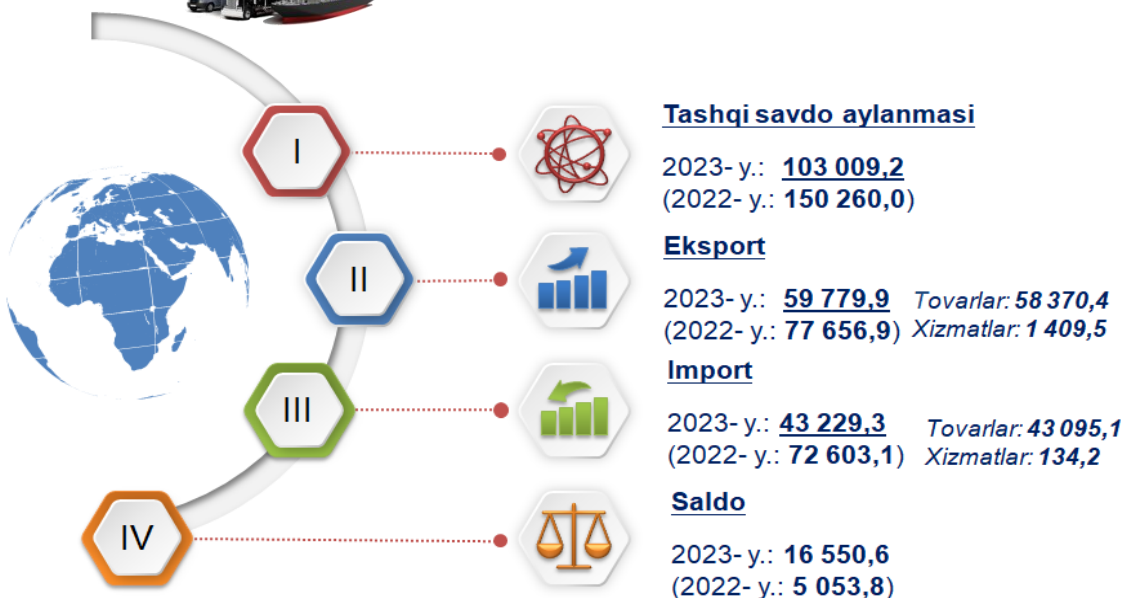 I
Tashqi savdo aylanmasi
2023- y.: 103 009,2
(2022- y.: 150 260,0)
II
Eksport
2023- y.: 59 779,9 Tovarlar: 58 370,4
(2022- y.: 77 656,9) Xizmatlar: 1 409,5
III
Import
2023- y.: 43 229,3 Tovarlar: 43 095,1
(2022- y.: 72 603,1) Xizmatlar: 134,2
IV
Saldo
2023- y.: 16 550,6
(2022- y.: 5 053,8)